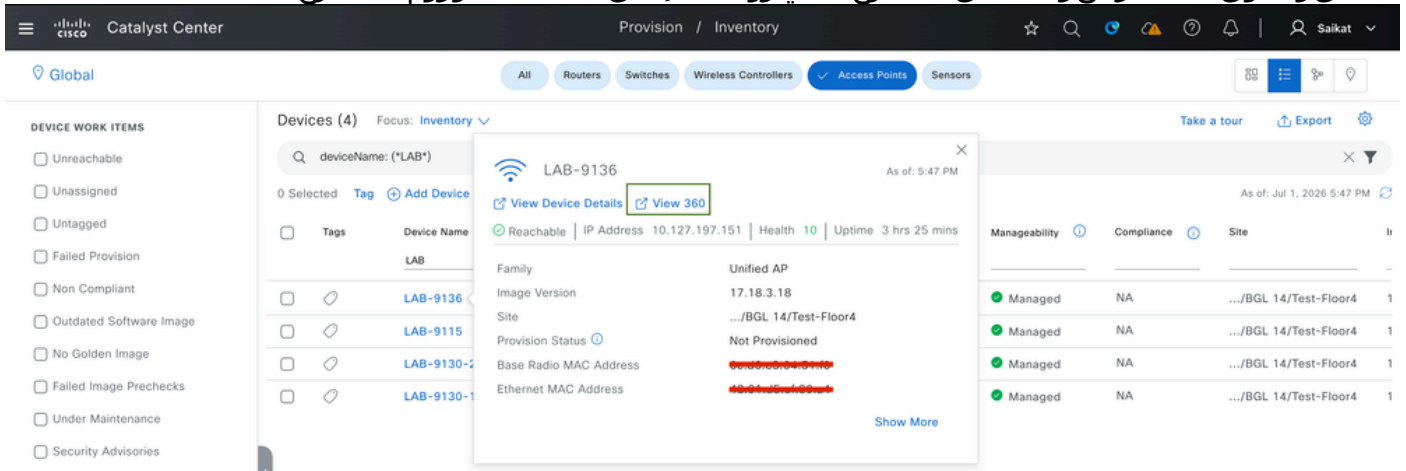 CISCO Catalyst Center
Provision / Inventory
Saikat
Global
All Routers Switches Wireless Controllers Access Points Sensors
DEVICE WORK ITEMS
Unreachable
Unassigned
Untagged
Failed Provision
Non Compliant
Outdated Software Image
No Golden Image
Failed Image Prechecks
Under Maintenance
Security Advisories
Devices (4) Focus: Inventory
Take a tour Export
deviceName: (*LAB*)
0 Selected Tag Add Device
As of: Jul 1, 2026 5:47 PM
Tags Device Name Manageability Compliance Site
LAB
LAB-9136 Managed NA .../BGL 14/Test-Floor4 1
LAB-9115 Managed NA .../BGL 14/Test-Floor4 1
LAB-9130-2 Managed NA .../BGL 14/Test-Floor4 1
LAB-9130-1 Managed NA .../BGL 14/Test-Floor4 1
LAB-9136
As of: 5:47 PM
View Device Details View 360
Reachable | IP Address 10.127.197.151 | Health 10 | Uptime 3 hrs 25 mins
Family Unified AP
Image Version 17.18.3.18
Site .../BGL 14/Test-Floor4
Provision Status Not Provisioned
Base Radio MAC Address
Ethernet MAC Address
Show More